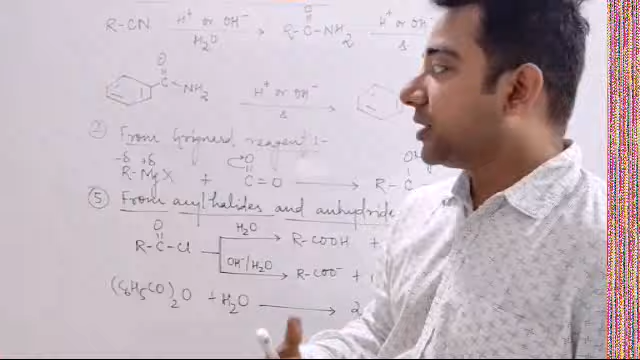 O
R-CN H⁺ or OH⁻ H₂O R-C-NH₂ H⁺ or OH⁻ Δ
O
C-NH₂ H⁺ or OH⁻ Δ
② From Grignard reagent :-
-δ +δ O O
R-MgX + C=O R-C
⑤ From acyl halides and anhydride
O H₂O R-COOH +
R-C-Cl
OH⁻/H₂O R-COO⁻ +
(C₆H₅CO)₂O + H₂O 2